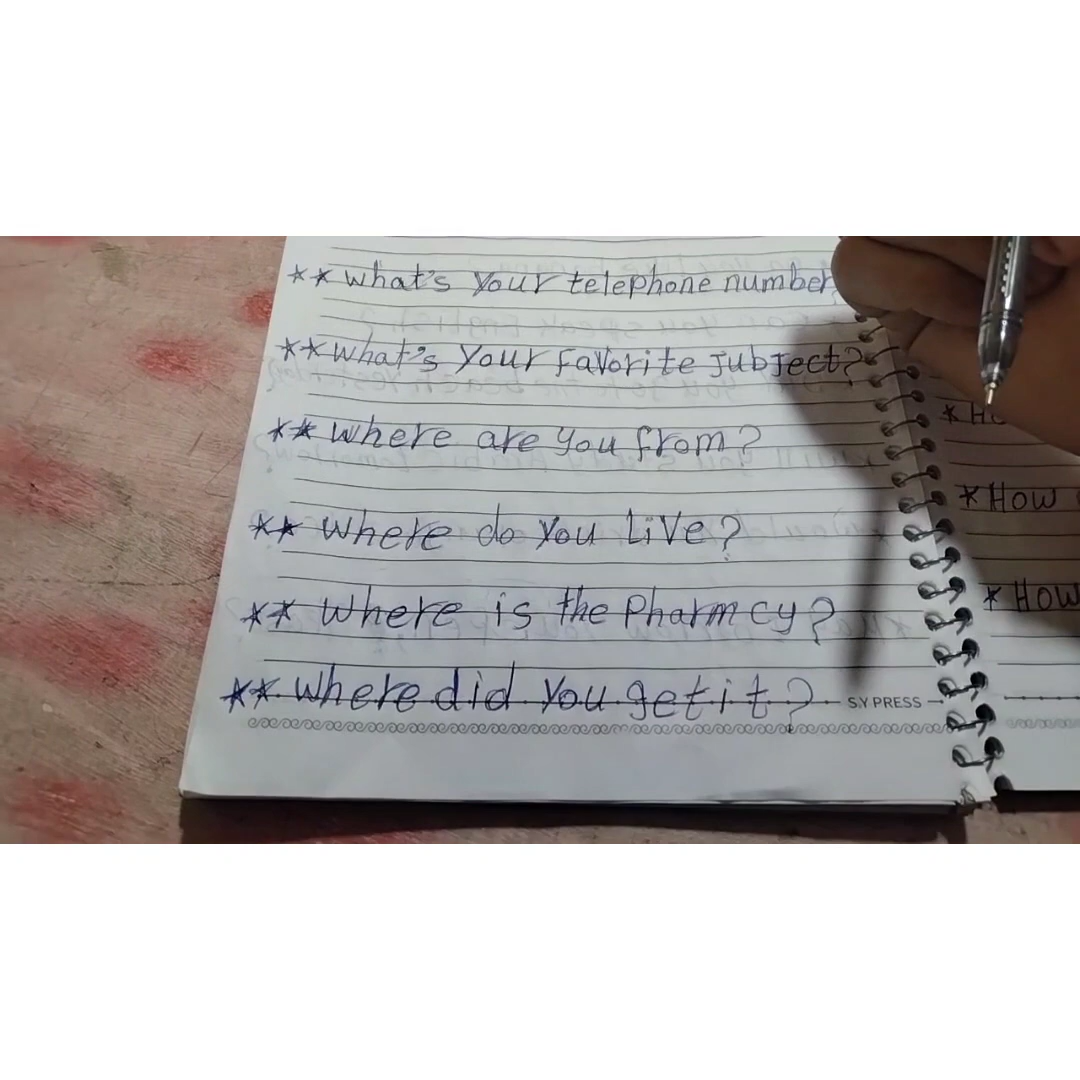 ** what's your telephone number
** what's your favorite subject?
** where are you from?
** where do you live?
** where is the Pharmcy?
** where did you get it?
S.Y PRESS
* How
* How